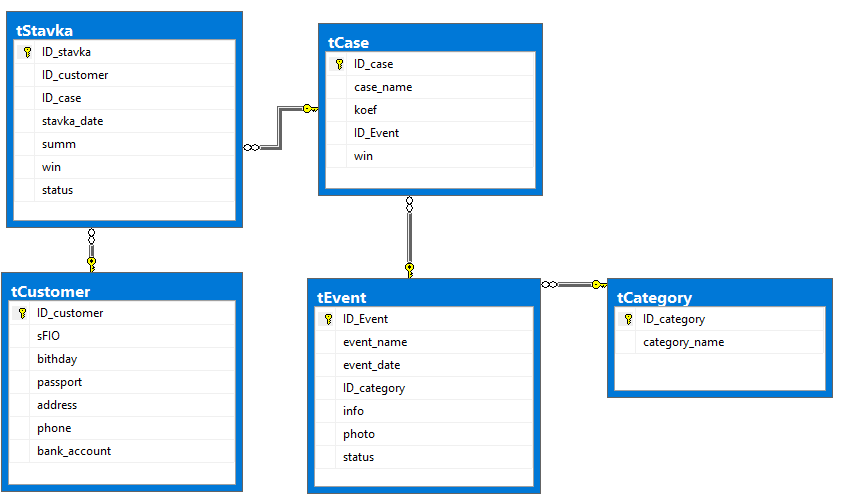 tStavka
ID_stavka
ID_customer
ID_case
stavka_date
summ
win
status
tCase
ID_case
case_name
koef
ID_Event
win
tCustomer
ID_customer
sFIO
bithday
passport
address
phone
bank_account
tEvent
ID_Event
event_name
event_date
ID_category
info
photo
status
tCategory
ID_category
category_name